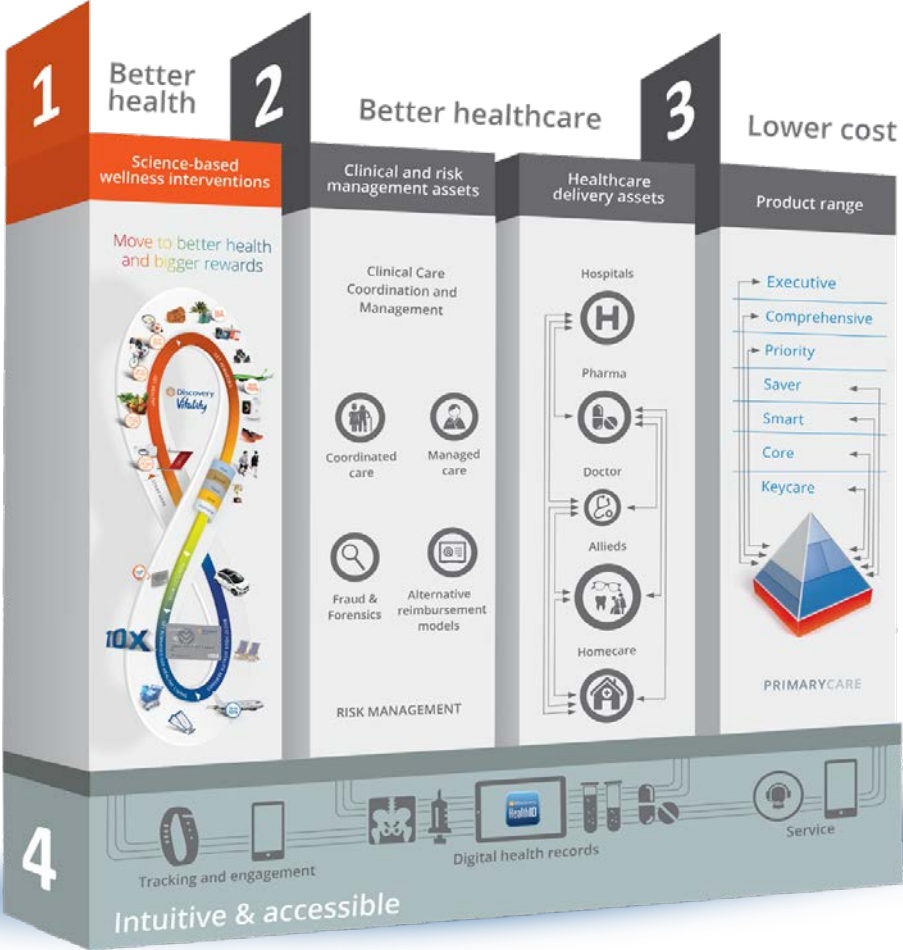 1
Better
health
2
Better healthcare
3
Lower cost
Science-based
wellness interventions
Move to better health
and bigger rewards
Discovery
Vitality
10X
Clinical and risk
management assets
Clinical Care
Coordination and
Management
Coordinated
care
Managed
care
Fraud &
Forensics
Alternative
reimbursement
models
RISK MANAGEMENT
Healthcare
delivery assets
Hospitals
H
Pharma
Doctor
Allieds
Homecare
Product range
Executive
Comprehensive
Priority
Saver
Smart
Core
Keycare
PRIMARYCARE
4
Tracking and engagement
HealthID
Digital health records
Service
Intuitive & accessible